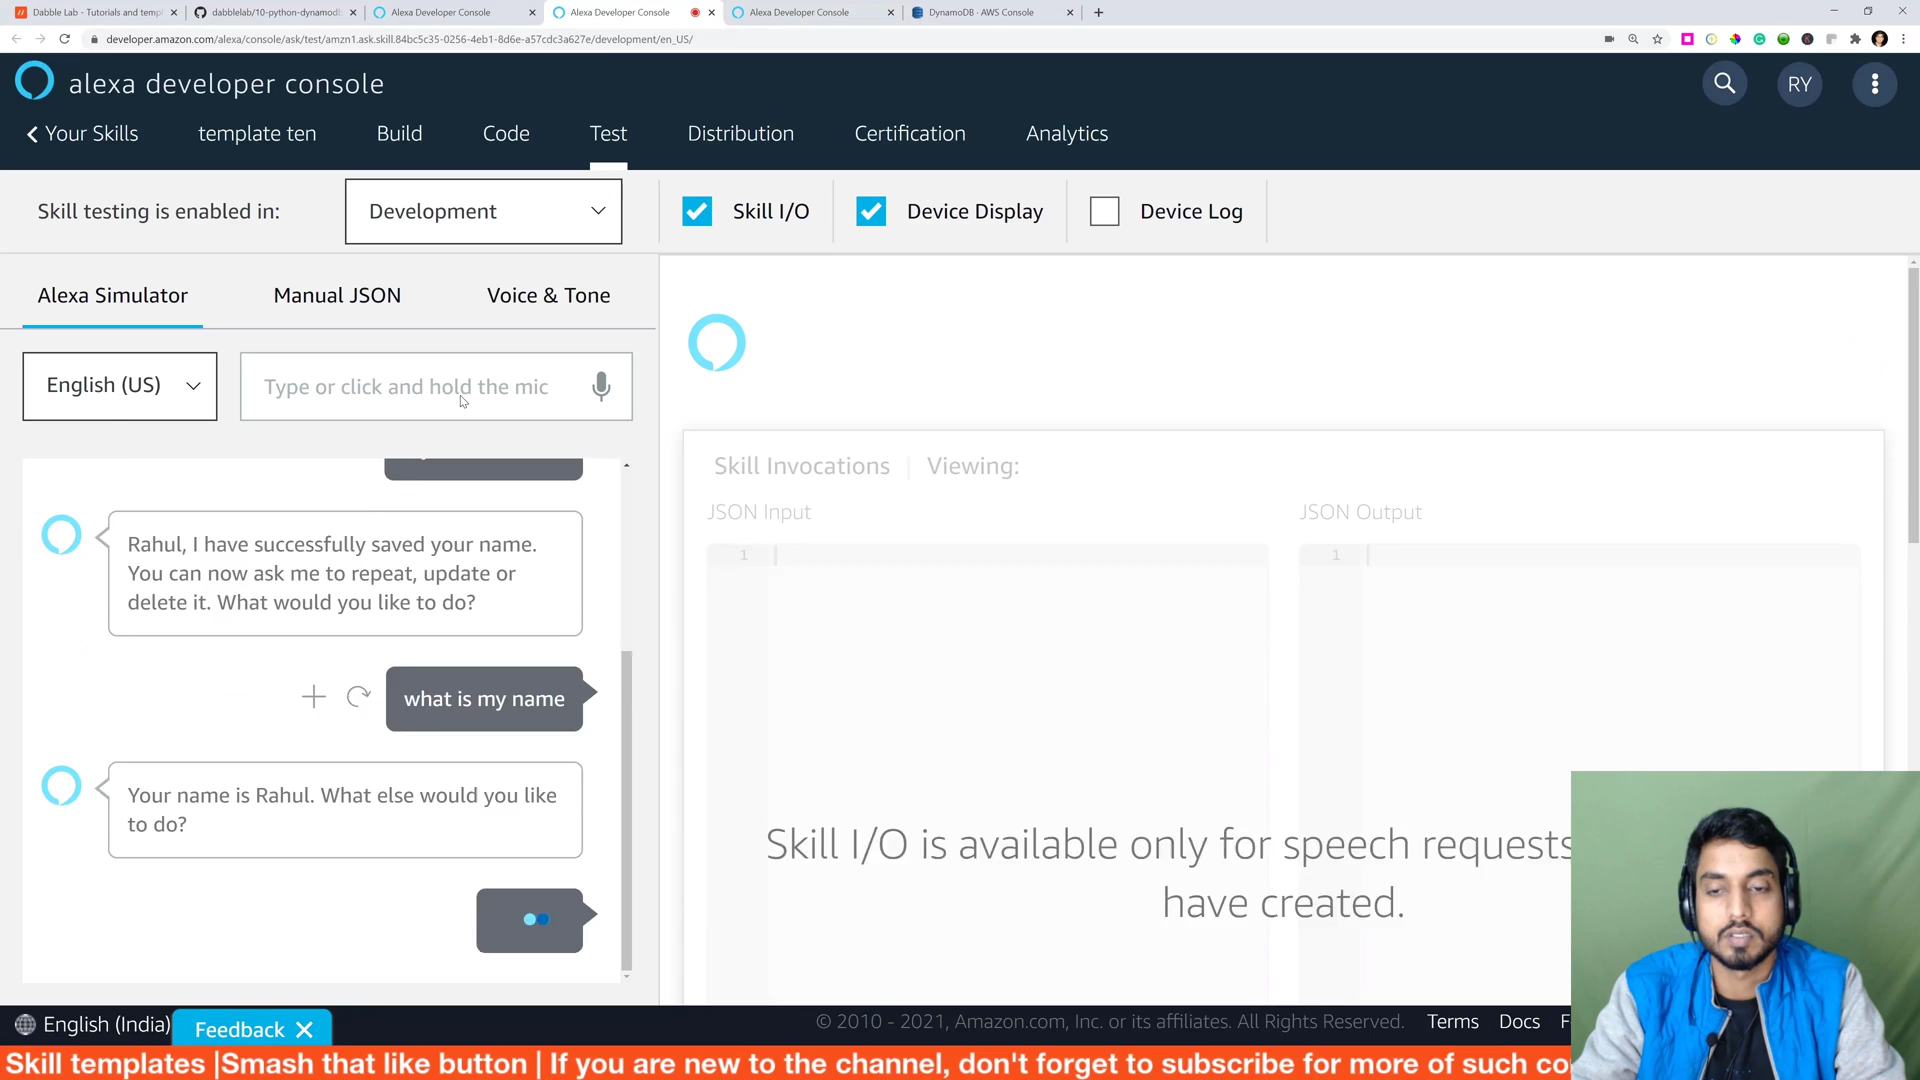 Dabble Lab - Tutorials and temp
dabblelab/10-python-dynamodb
Alexa Developer Console
Alexa Developer Console
Alexa Developer Console
DynamoDB - AWS Console
developer.amazon.com/alexa/console/ask/test/amzn1.ask.skill.84bc5c35-0256-4eb1-8d6e-a57cdc3a627e/development/en_US/
alexa developer console
RY
Your Skills
template ten
Build
Code
Test
Distribution
Certification
Analytics
Skill testing is enabled in:
Development
Skill I/O
Device Display
Device Log
Alexa Simulator
Manual JSON
Voice & Tone
English (US)
Type or click and hold the mic
Rahul, I have successfully saved your name.
You can now ask me to repeat, update or
delete it. What would you like to do?
what is my name
Your name is Rahul. What else would you like
to do?
Skill Invocations | Viewing:
JSON Input
JSON Output
1
1
Skill I/O is available only for speech requests
have created.
English (India)
Feedback
© 2010 - 2021, Amazon.com, Inc. or its affiliates. All Rights Reserved.
Terms
Docs
F
Skill templates |Smash that like button | If you are new to the channel, don't forget to subscribe for more of such co